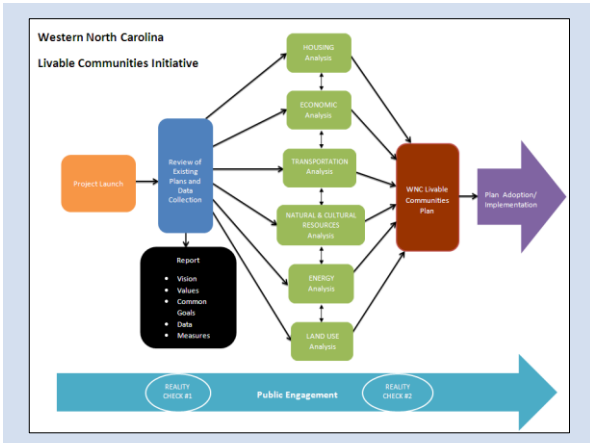 Western North Carolina
Livable Communities Initiative
HOUSING
Analysis
ECONOMIC
Analysis
TRANSPORTATION
Analysis
NATURAL & CULTURAL
RESOURCES
Analysis
ENERGY
Analysis
LAND USE
Analysis
Project Launch
Review of
Existing
Plans and
Data
Collection
Report
• Vision
• Values
• Common
Goals
• Data
• Measures
WNC Livable
Communities
Plan
Plan Adoption/
Implementation
REALITY
CHECK #1
Public Engagement
REALITY
CHECK #2